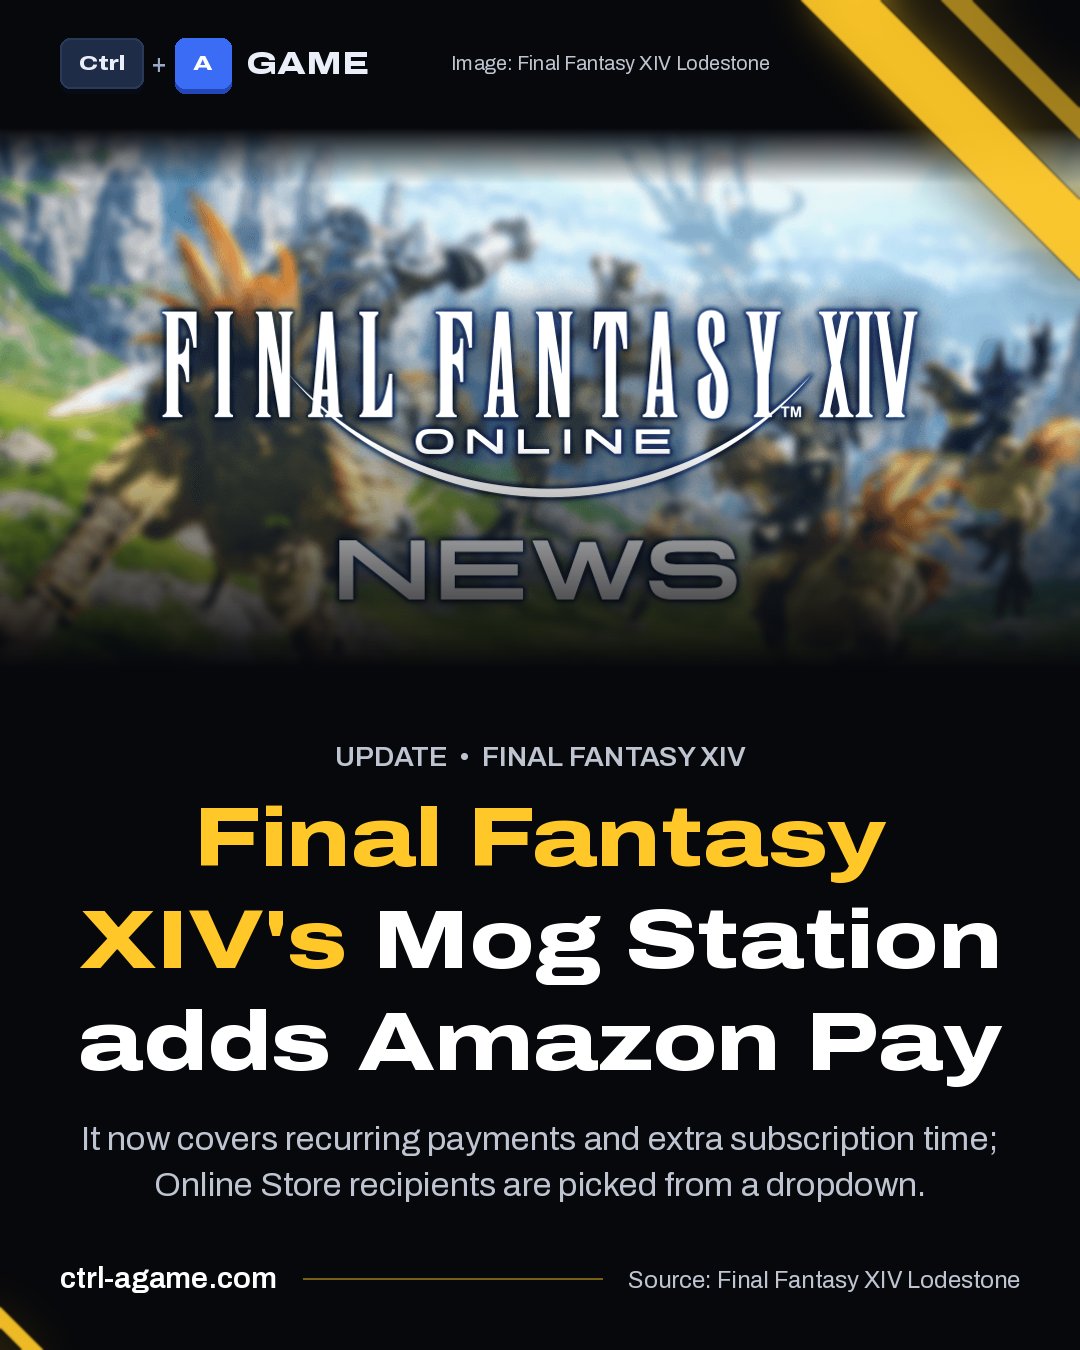 Ctrl + A GAME
Image: Final Fantasy XIV Lodestone
FINAL FANTASY XIV
TM
ONLINE
NEWS
UPDATE • FINAL FANTASY XIV
Final Fantasy
XIV's Mog Station
adds Amazon Pay
It now covers recurring payments and extra subscription time;
Online Store recipients are picked from a dropdown.
ctrl-agame.com
Source: Final Fantasy XIV Lodestone